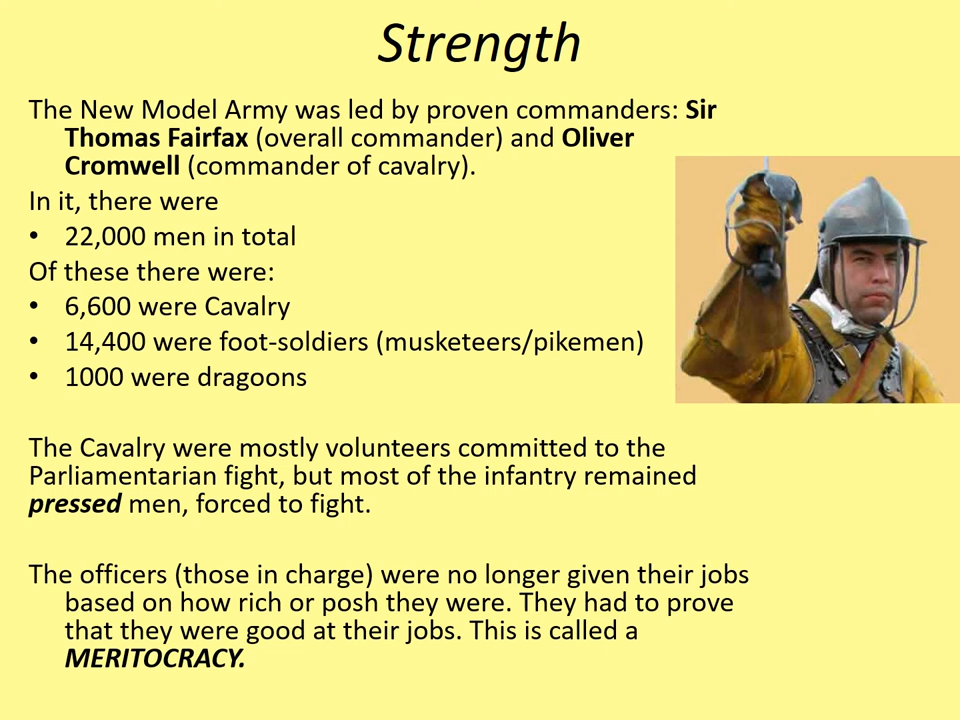 Strength
The New Model Army was led by proven commanders: Sir
Thomas Fairfax (overall commander) and Oliver
Cromwell (commander of cavalry).
In it, there were
• 22,000 men in total
Of these there were:
• 6,600 were Cavalry
• 14,400 were foot-soldiers (musketeers/pikemen)
• 1000 were dragoons
The Cavalry were mostly volunteers committed to the
Parliamentarian fight, but most of the infantry remained
pressed men, forced to fight.
The officers (those in charge) were no longer given their jobs
based on how rich or posh they were. They had to prove
that they were good at their jobs. This is called a
MERITOCRACY.